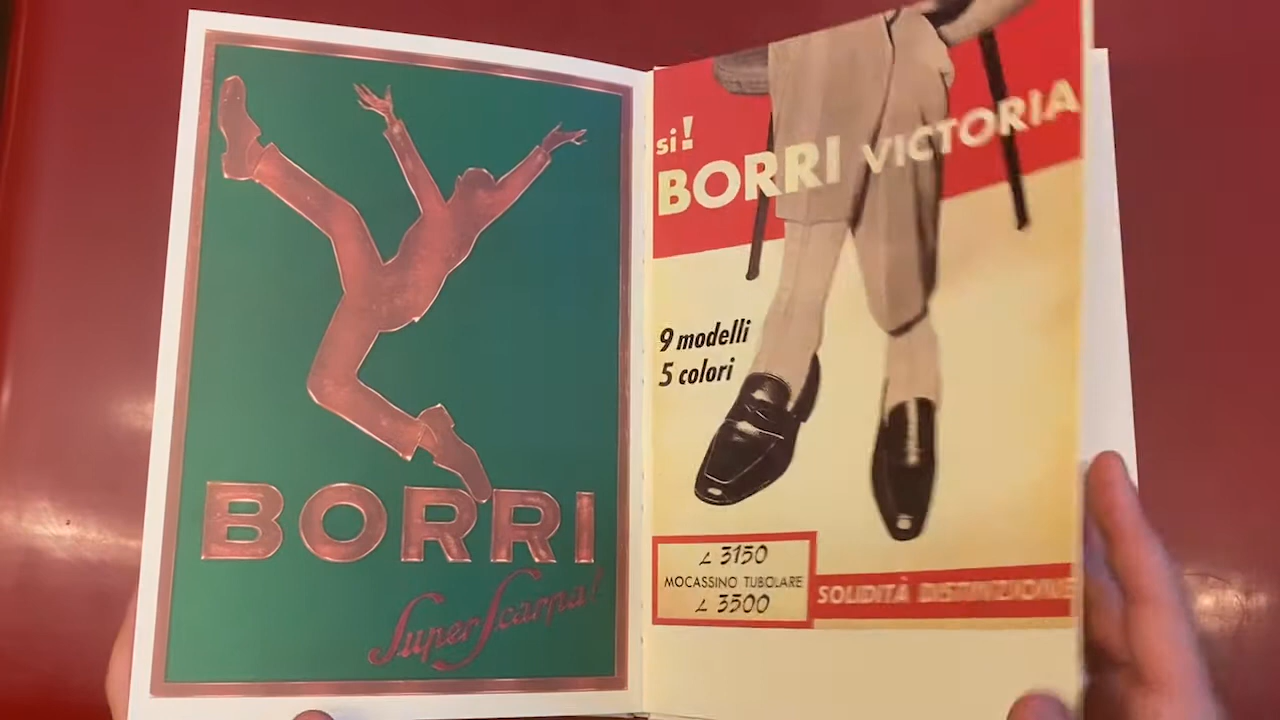 BORRI
Super Scarpa!
si!
BORRI VICTORIA
9 modelli
5 colori
L 3150
MOCASSINO TUBOLARE
L 3500
SOLIDITÀ DISTINZIONE